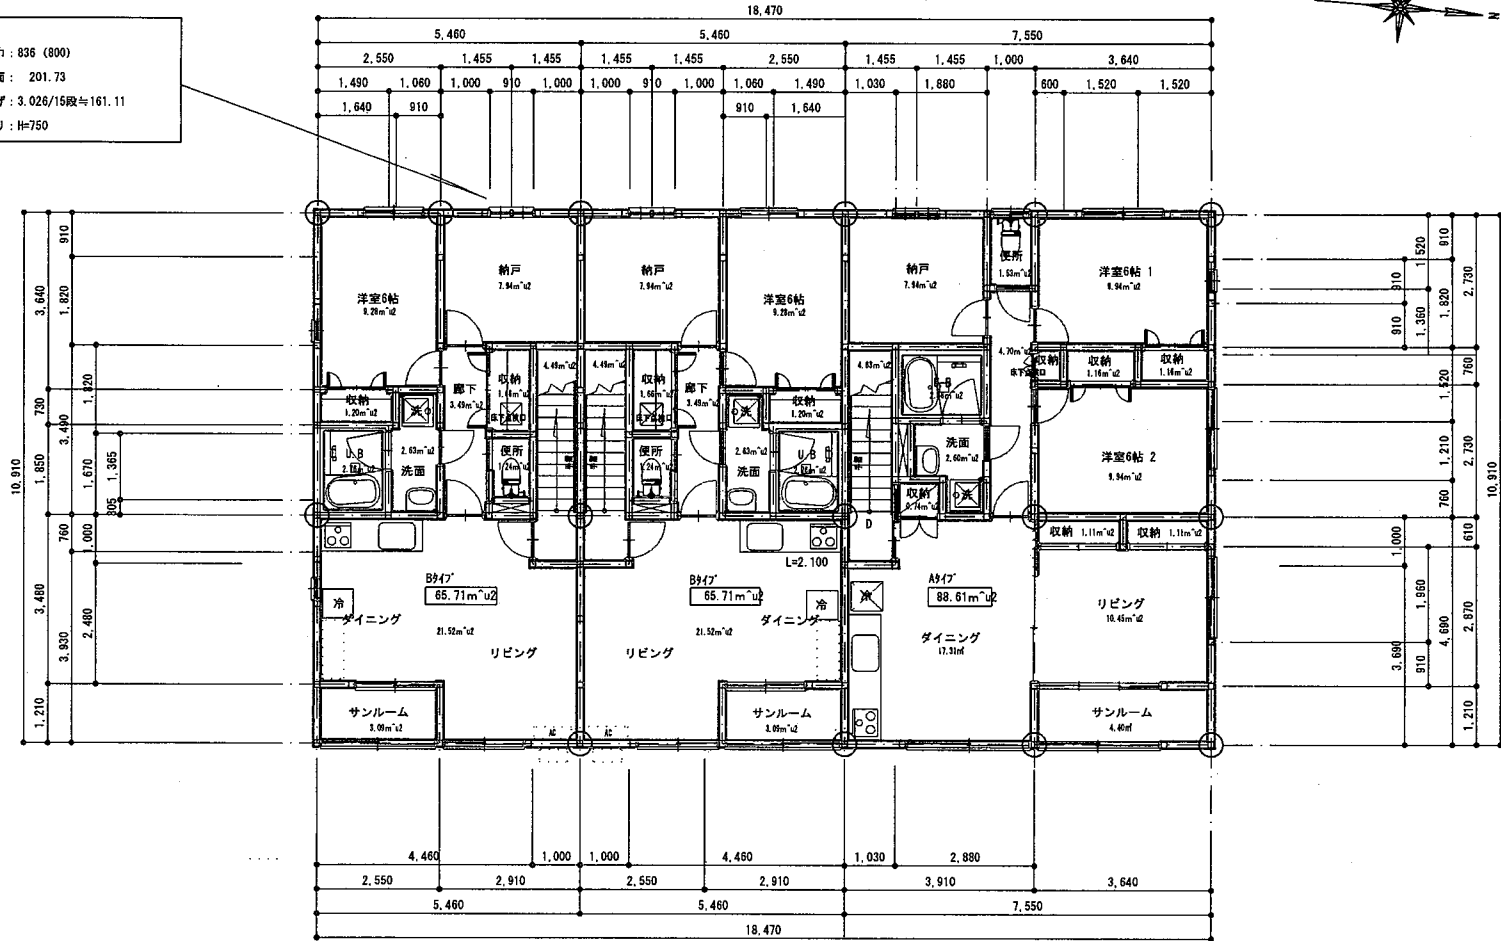 836 (800)
201.73
3.026/15段≒161.11
H=750
N
18,470
5,460 5,460 7,550
2,550 1,455 1,455 1,455 1,455 2,550 1,455 1,455 1,000 3,640
1,490 1,060 1,000 910 1,000 1,000 910 1,000 1,060 1,490 1,030 1,880 600 1,520 1,520
1,640 910 910 1,640
10,910
3,640 730 3,490 1,850 760 3,480 3,930 1,210
910 1,820 1,820 1,670 1,365 1,000 2,480
洋室6帖
9.28m^u2
納戸
7.94m^u2
納戸
7.94m^u2
洋室6帖
9.28m^u2
納戸
7.94m^u2
便所
1.53m^u2
洋室6帖 1
9.94m^u2
収納
1.20m^u2
洗
廊下
3.49m^u2
収納
4.49m^u2
4.49m^u2
収納
1.66m^u2
廊下
3.49m^u2
洗
収納
1.20m^u2
4.63m^u2
4.70m^u2
収納
収納
1.16m^u2
収納
1.16m^u2
U.B
2.63m^u2
洗面
便所
1.24m^u2
便所
1.24m^u2
2.63m^u2
洗面
U.B
洗面
2.60m^u2
収納
0.74m^u2
洗
洋室6帖 2
9.94m^u2
D
収納 1.11m^u2
収納 1.11m^u2
L=2.100
Bタイプ
65.71m^u2
Bタイプ
65.71m^u2
Aタイプ
88.61m^u2
冷
ダイニング
21.52m^u2
リビング
冷
ダイニング
21.52m^u2
リビング
冷
ダイニング
17.31㎡
リビング
10.45m^u2
サンルーム
3.09m^u2
AC AC
サンルーム
3.09m^u2
サンルーム
4.40㎡
910 910 1,520 1,360 910 1,820 1,520 1,210 760 2,730 760 2,730 610
1,000 3,690 1,960 910 4,690 2,870 1,210
10,910
4,460 1,000 1,000 4,460 1,030 2,880
2,550 2,910 2,550 2,910 3,910 3,640
5,460 5,460 7,550
18,470